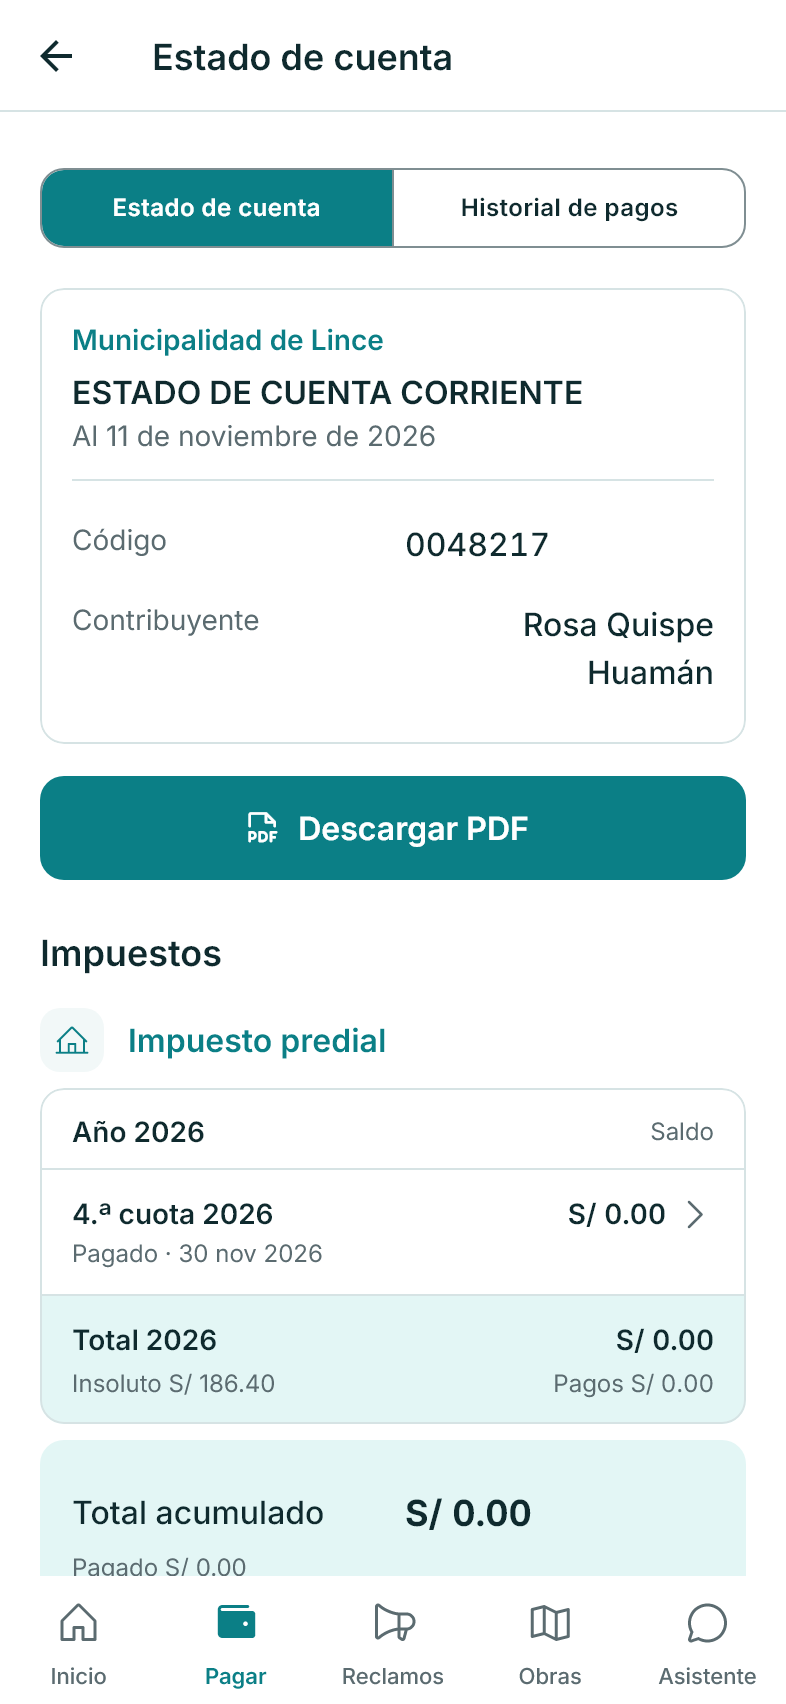 Estado de cuenta
Estado de cuenta
Historial de pagos
Municipalidad de Lince
ESTADO DE CUENTA CORRIENTE
Al 11 de noviembre de 2026
Código 0048217
Contribuyente Rosa Quispe
Huamán
PDF Descargar PDF
Impuestos
Impuesto predial
Año 2026 Saldo
4.ª cuota 2026 S/ 0.00
Pagado · 30 nov 2026
Total 2026 S/ 0.00
Insoluto S/ 186.40 Pagos S/ 0.00
Total acumulado S/ 0.00
Pagado S/ 0.00
Inicio Pagar Reclamos Obras Asistente